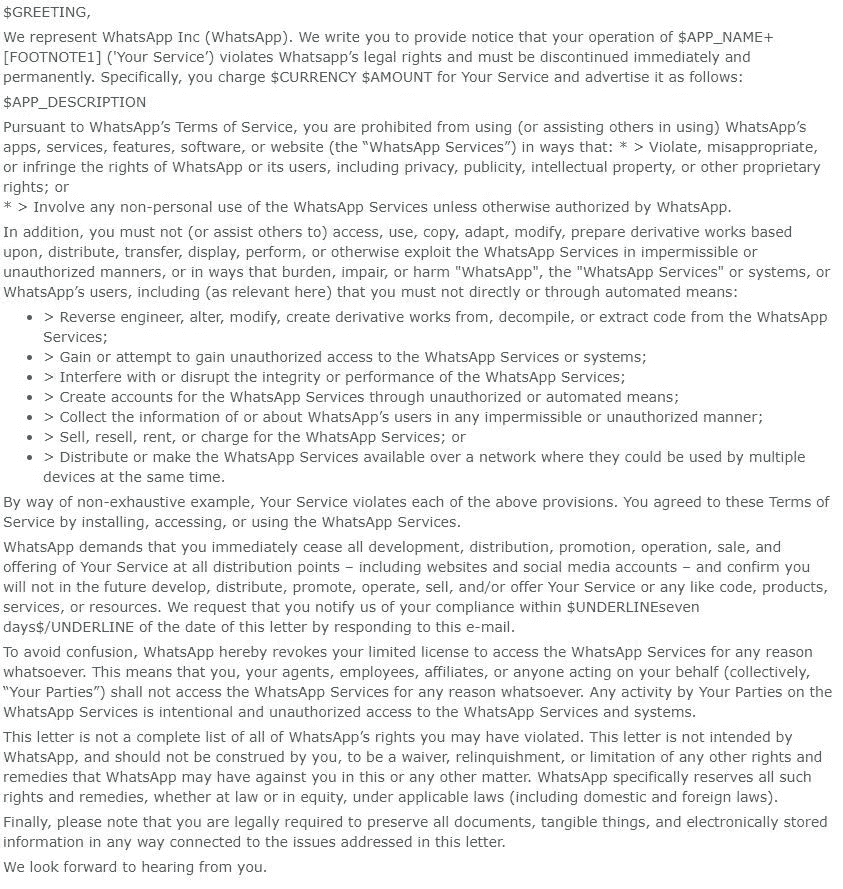 $GREETING,
We represent WhatsApp Inc (WhatsApp). We write you to provide notice that your operation of $APP_NAME+
[FOOTNOTE1] ('Your Service’) violates Whatsapp’s legal rights and must be discontinued immediately and
permanently. Specifically, you charge $CURRENCY $AMOUNT for Your Service and advertise it as follows:
$APP_DESCRIPTION
Pursuant to WhatsApp’s Terms of Service, you are prohibited from using (or assisting others in using) WhatsApp’s
apps, services, features, software, or website (the “WhatsApp Services”) in ways that: * > Violate, misappropriate,
or infringe the rights of WhatsApp or its users, including privacy, publicity, intellectual property, or other proprietary
rights; or
* > Involve any non-personal use of the WhatsApp Services unless otherwise authorized by WhatsApp.
In addition, you must not (or assist others to) access, use, copy, adapt, modify, prepare derivative works based
upon, distribute, transfer, display, perform, or otherwise exploit the WhatsApp Services in impermissible or
unauthorized manners, or in ways that burden, impair, or harm "WhatsApp", the "WhatsApp Services" or systems, or
WhatsApp’s users, including (as relevant here) that you must not directly or through automated means:
• > Reverse engineer, alter, modify, create derivative works from, decompile, or extract code from the WhatsApp
Services;
• > Gain or attempt to gain unauthorized access to the WhatsApp Services or systems;
• > Interfere with or disrupt the integrity or performance of the WhatsApp Services;
• > Create accounts for the WhatsApp Services through unauthorized or automated means;
• > Collect the information of or about WhatsApp’s users in any impermissible or unauthorized manner;
• > Sell, resell, rent, or charge for the WhatsApp Services; or
• > Distribute or make the WhatsApp Services available over a network where they could be used by multiple
devices at the same time.
By way of non-exhaustive example, Your Service violates each of the above provisions. You agreed to these Terms of
Service by installing, accessing, or using the WhatsApp Services.
WhatsApp demands that you immediately cease all development, distribution, promotion, operation, sale, and
offering of Your Service at all distribution points – including websites and social media accounts – and confirm you
will not in the future develop, distribute, promote, operate, sell, and/or offer Your Service or any like code, products,
services, or resources. We request that you notify us of your compliance within $UNDERLINEseven
days$/UNDERLINE of the date of this letter by responding to this e-mail.
To avoid confusion, WhatsApp hereby revokes your limited license to access the WhatsApp Services for any reason
whatsoever. This means that you, your agents, employees, affiliates, or anyone acting on your behalf (collectively,
“Your Parties”) shall not access the WhatsApp Services for any reason whatsoever. Any activity by Your Parties on the
WhatsApp Services is intentional and unauthorized access to the WhatsApp Services and systems.
This letter is not a complete list of all of WhatsApp’s rights you may have violated. This letter is not intended by
WhatsApp, and should not be construed by you, to be a waiver, relinquishment, or limitation of any other rights and
remedies that WhatsApp may have against you in this or any other matter. WhatsApp specifically reserves all such
rights and remedies, whether at law or in equity, under applicable laws (including domestic and foreign laws).
Finally, please note that you are legally required to preserve all documents, tangible things, and electronically stored
information in any way connected to the issues addressed in this letter.
We look forward to hearing from you.